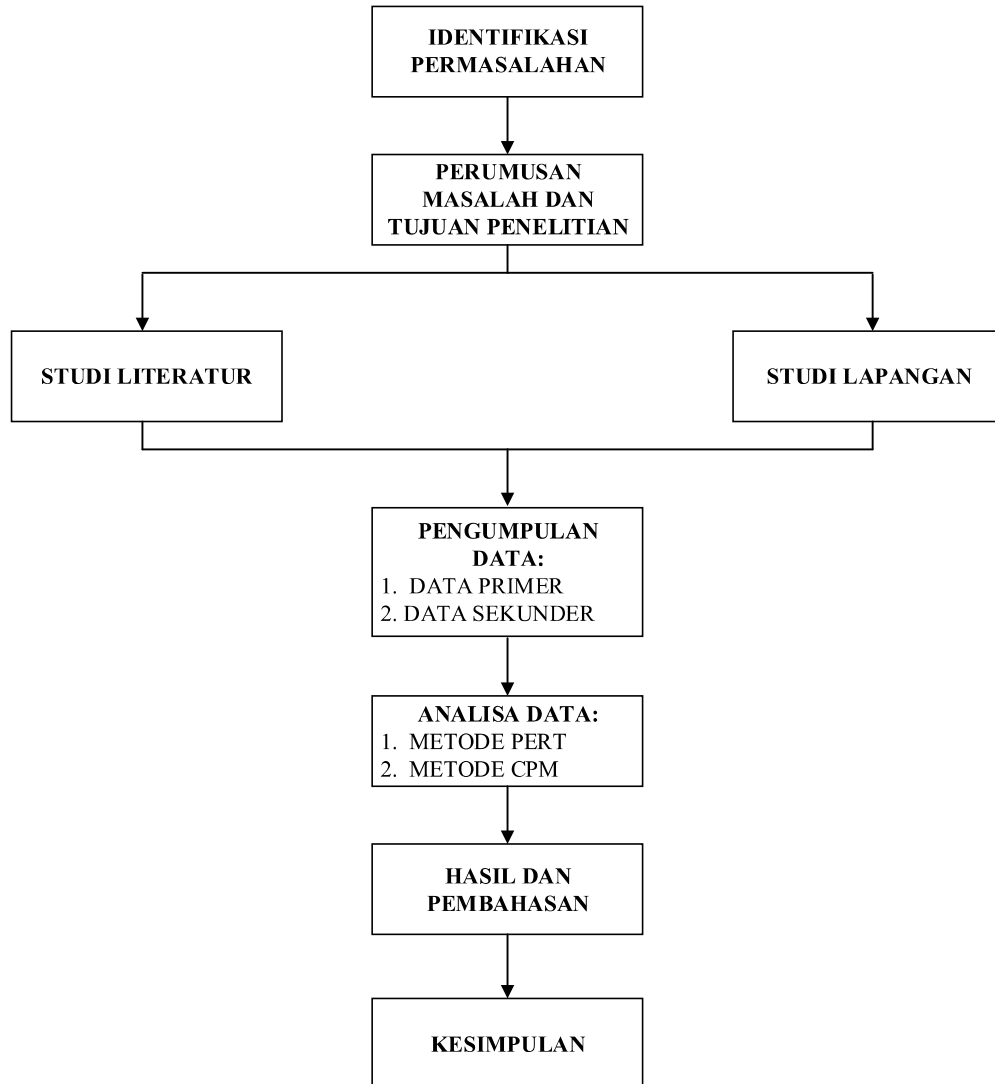 IDENTIFIKASI
PERMASALAHAN
PERUMUSAN
MASALAH DAN
TUJUAN PENELITIAN
STUDI LITERATUR
STUDI LAPANGAN
PENGUMPULAN
DATA:
1. DATA PRIMER
2. DATA SEKUNDER
ANALISA DATA:
1. METODE PERT
2. METODE CPM
HASIL DAN
PEMBAHASAN
KESIMPULAN